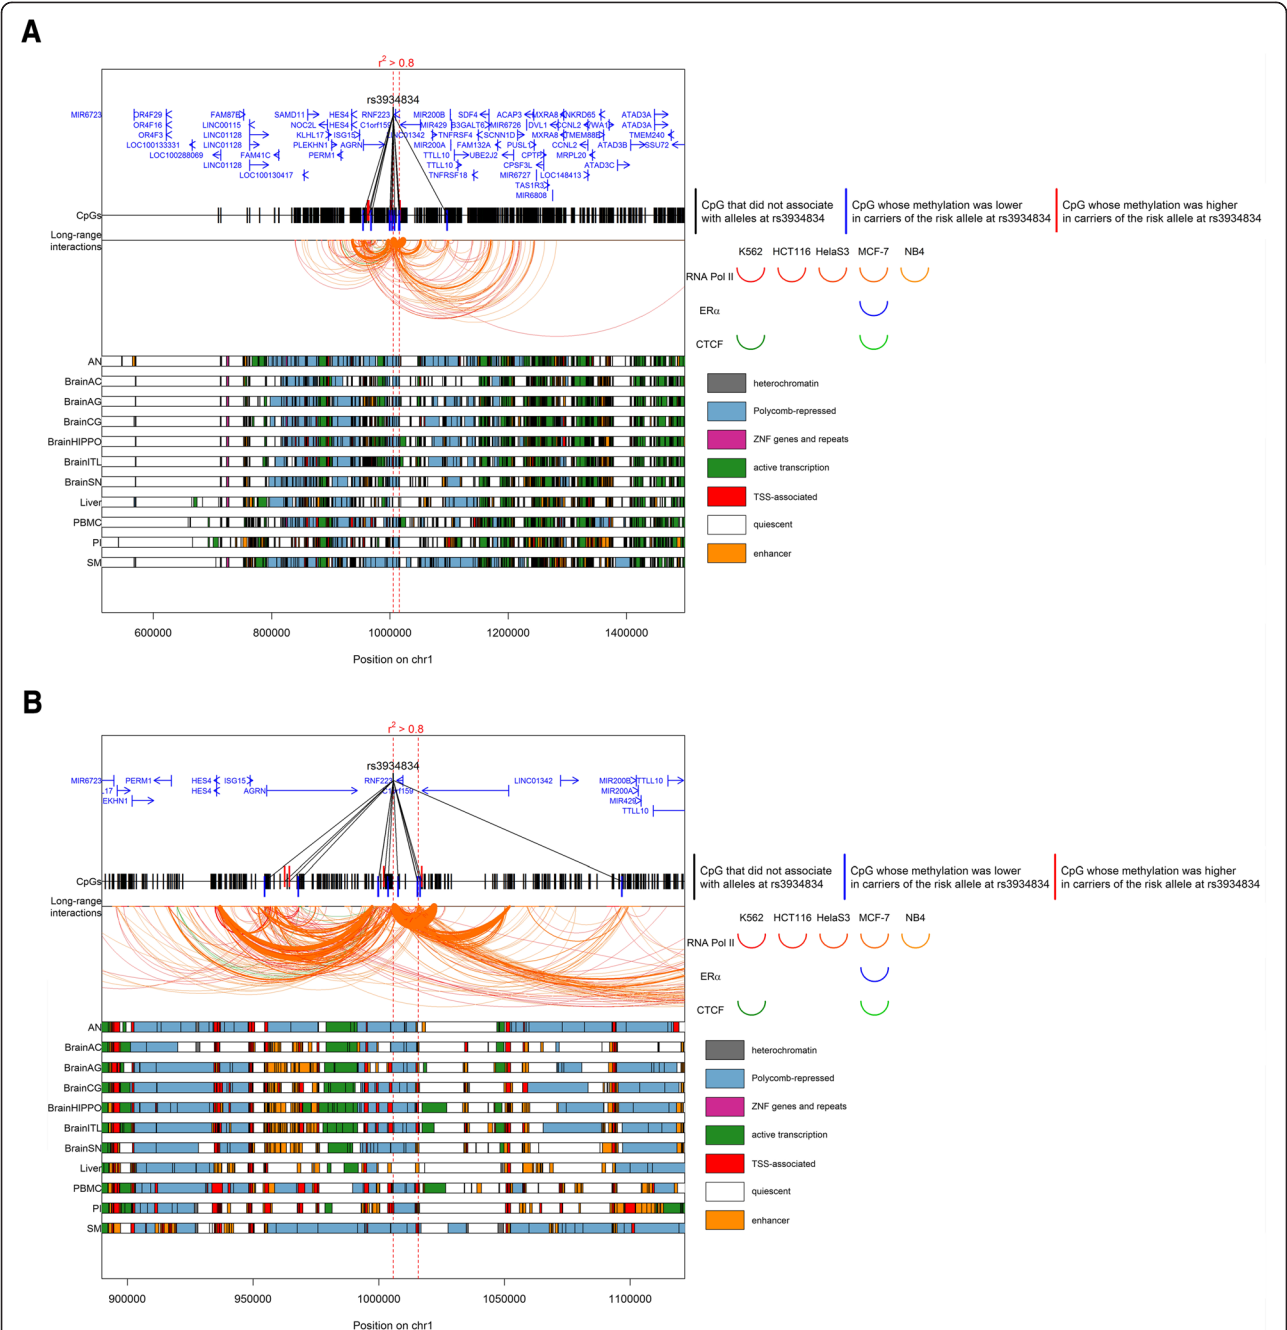 A
r² > 0.8
rs3934834
MIR6723 OR4F29 FAM87B SAMD11 HES4 RNF223 MIR200B SDF4 ACAP3 MXRA8 ANKRD65 ATAD3A
OR4F16 LINC00115 NOC2L HES4 C1orf159 MIR429 B3GALT6 MIR6726 DVL1 CCNL2 VWA1 ATAD3A
OR4F3 LINC01128 KLHL17 ISG15 LINC01342 TNFRSF4 SCNN1D MXRA8 TMEM88B TMEM240
LOC100133331 LINC01128 PLEKHN1 AGRN MIR200A FAM132A PUSL1 CCNL2 ATAD3B SSU72
LOC100288069 FAM41C PERM1 TTLL10 UBE2J2 CPTP MRPL20
LINC01128 TTLL10 CPSF3L ATAD3C
LOC100130417 TNFRSF18 MIR6727 LOC148413
TAS1R3
MIR6808
CpGs
Long-range
interactions
AN
BrainAC
BrainAG
BrainCG
BrainHIPPO
BrainITL
BrainSN
Liver
PBMC
PI
SM
600000 800000 1000000 1200000 1400000
Position on chr1
CpG that did not associate
with alleles at rs3934834
CpG whose methylation was lower
in carriers of the risk allele at rs3934834
CpG whose methylation was higher
in carriers of the risk allele at rs3934834
K562 HCT116 HelaS3 MCF-7 NB4
RNA Pol II
ERα
CTCF
heterochromatin
Polycomb-repressed
ZNF genes and repeats
active transcription
TSS-associated
quiescent
enhancer
B
r² > 0.8
rs3934834
MIR6723 PERM1 HES4 ISG15 RNF223 LINC01342 MIR200B TTLL10
L17 HES4 AGRN C1orf159 MIR200A
EKHN1 MIR429
TTLL10
CpGs
Long-range
interactions
AN
BrainAC
BrainAG
BrainCG
BrainHIPPO
BrainITL
BrainSN
Liver
PBMC
PI
SM
900000 950000 1000000 1050000 1100000
Position on chr1
CpG that did not associate
with alleles at rs3934834
CpG whose methylation was lower
in carriers of the risk allele at rs3934834
CpG whose methylation was higher
in carriers of the risk allele at rs3934834
K562 HCT116 HelaS3 MCF-7 NB4
RNA Pol II
ERα
CTCF
heterochromatin
Polycomb-repressed
ZNF genes and repeats
active transcription
TSS-associated
quiescent
enhancer